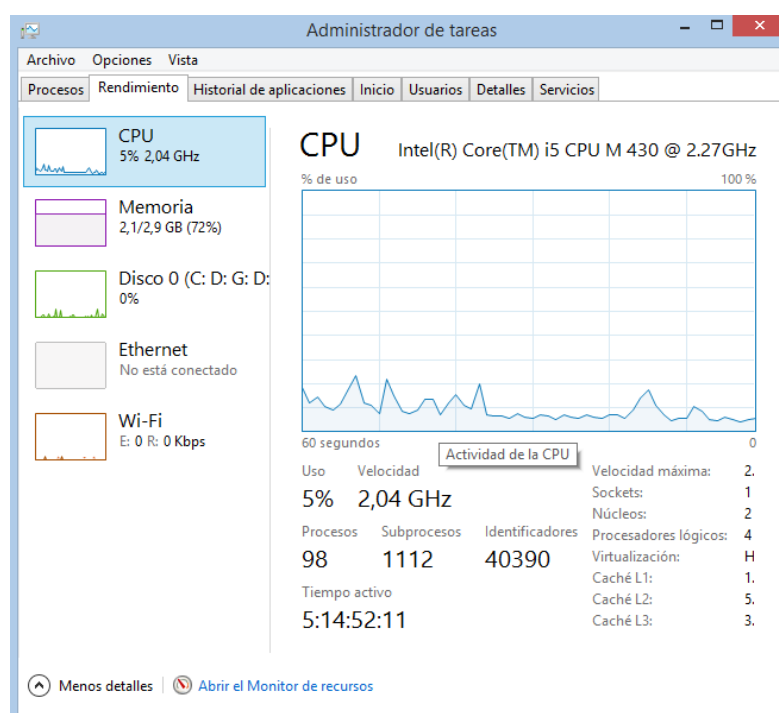 Administrador de tareas
Archivo Opciones Vista
Procesos Rendimiento Historial de aplicaciones Inicio Usuarios Detalles Servicios
CPU
5% 2,04 GHz
Memoria
2,1/2,9 GB (72%)
Disco 0 (C: D: G: D:
0%
Ethernet
No está conectado
Wi-Fi
E: 0 R: 0 Kbps
CPU Intel(R) Core(TM) i5 CPU M 430 @ 2.27GHz
% de uso 100 %
60 segundos 0
Actividad de la CPU
Uso Velocidad
5% 2,04 GHz
Procesos Subprocesos Identificadores
98 1112 40390
Tiempo activo
5:14:52:11
Velocidad máxima: 2.
Sockets: 1
Núcleos: 2
Procesadores lógicos: 4
Virtualización: H
Caché L1: 1.
Caché L2: 5.
Caché L3: 3.
Menos detalles Abrir el Monitor de recursos